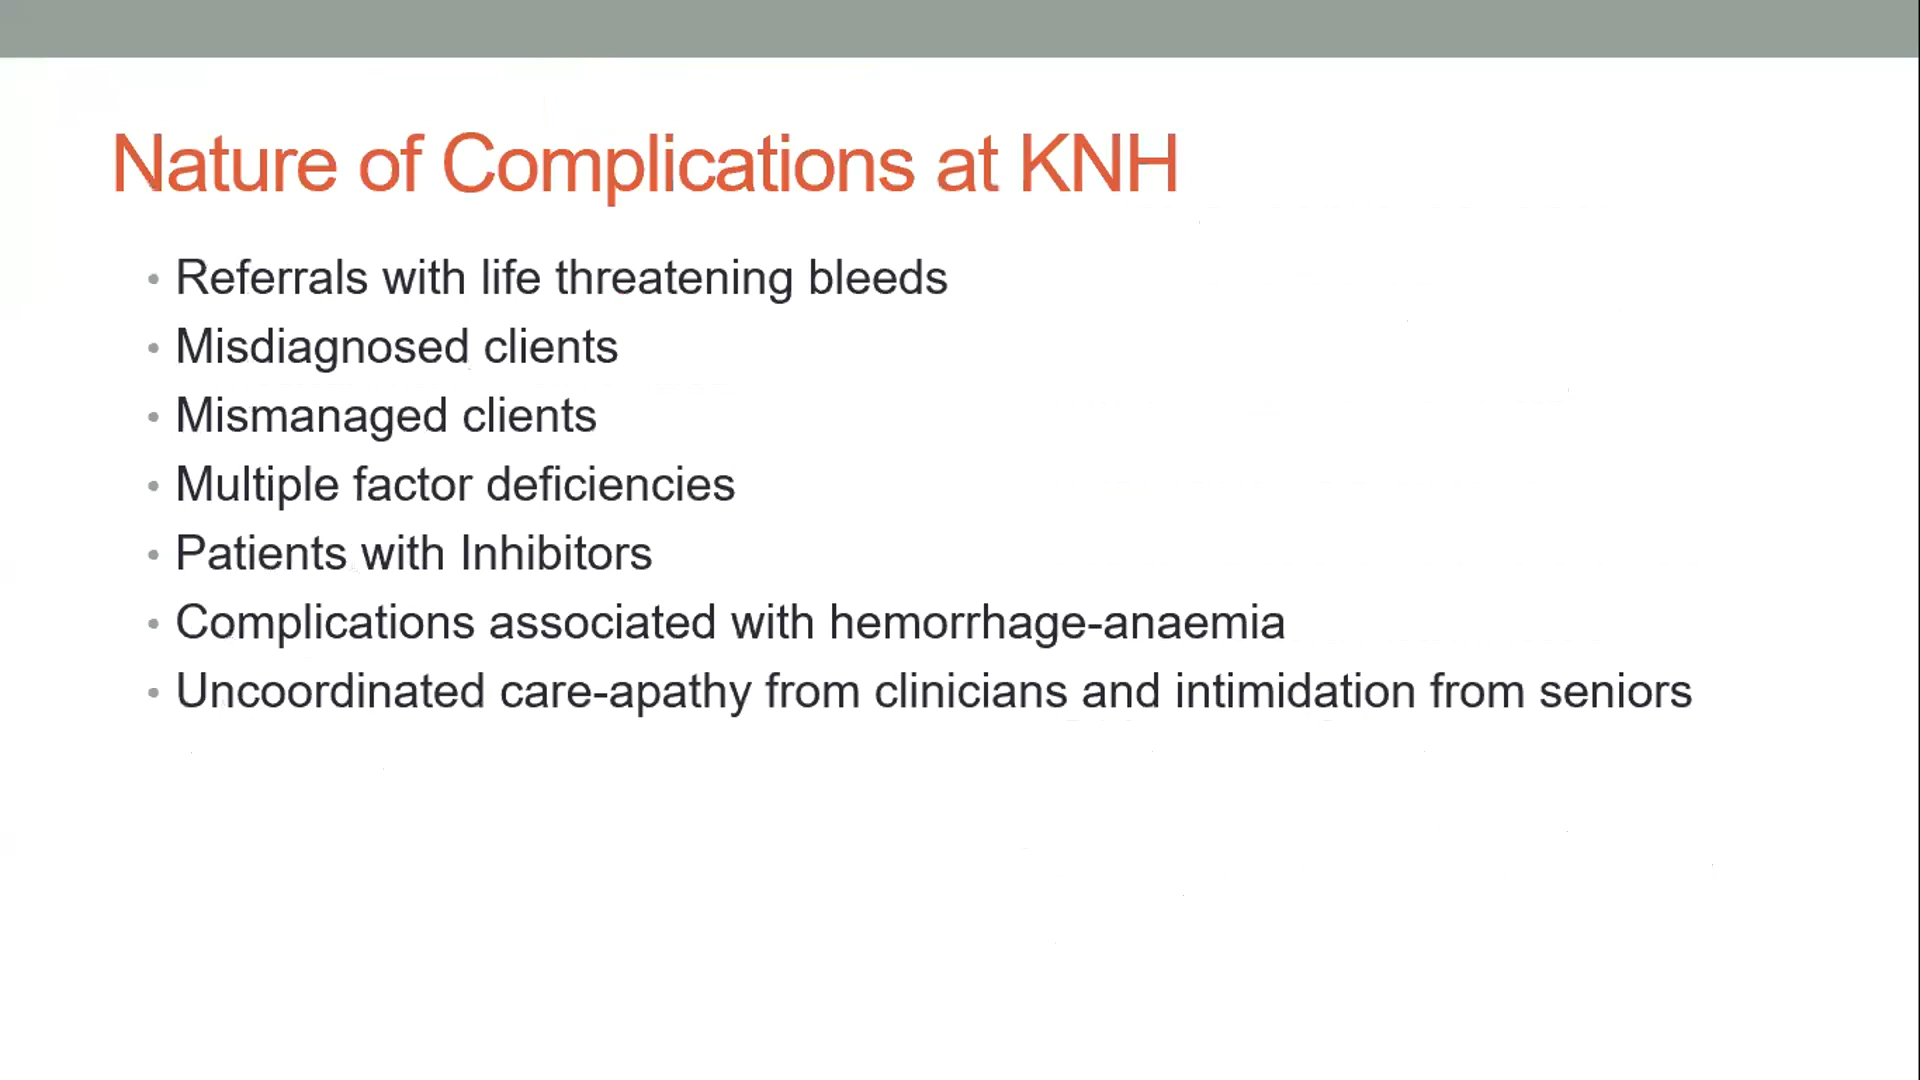 Nature of Complications at KNH
• Referrals with life threatening bleeds
• Misdiagnosed clients
• Mismanaged clients
• Multiple factor deficiencies
• Patients with Inhibitors
• Complications associated with hemorrhage-anaemia
• Uncoordinated care-apathy from clinicians and intimidation from seniors